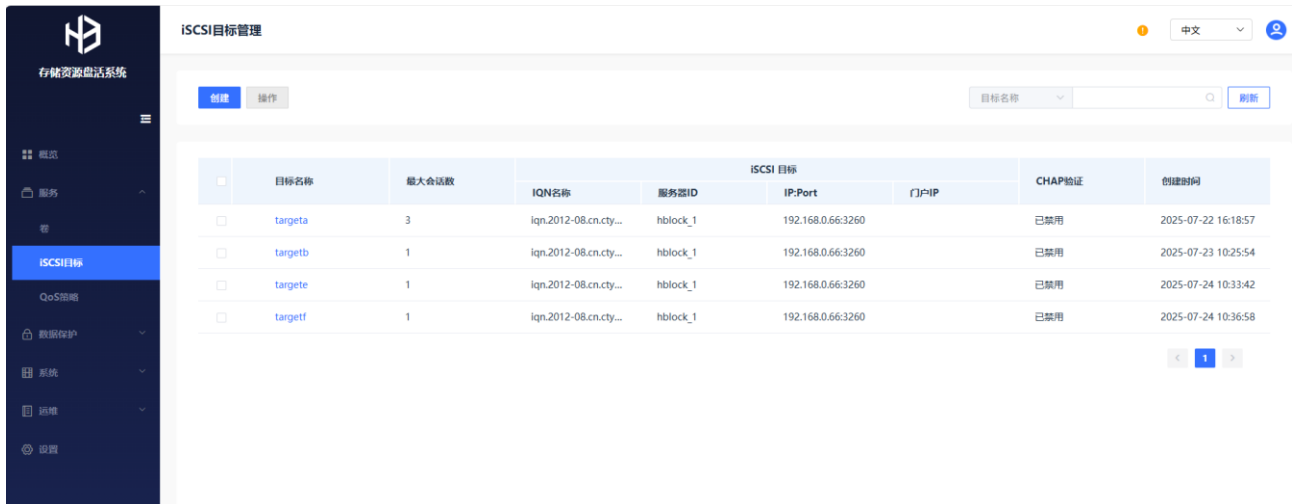 存储资源盘活系统
概览
服务
卷
iSCSI目标
QoS策略
数据保护
系统
运维
设置
iSCSI目标管理
中文
创建 操作 目标名称 刷新
目标名称 最大会话数 iSCSI 目标 CHAP验证 创建时间
IQN名称 服务器ID IP:Port 门户IP
targeta 3 iqn.2012-08.cn.cty... hblock_1 192.168.0.66:3260 已禁用 2025-07-22 16:18:57
targetb 1 iqn.2012-08.cn.cty... hblock_1 192.168.0.66:3260 已禁用 2025-07-23 10:25:54
targete 1 iqn.2012-08.cn.cty... hblock_1 192.168.0.66:3260 已禁用 2025-07-24 10:33:42
targetf 1 iqn.2012-08.cn.cty... hblock_1 192.168.0.66:3260 已禁用 2025-07-24 10:36:58
< 1 >